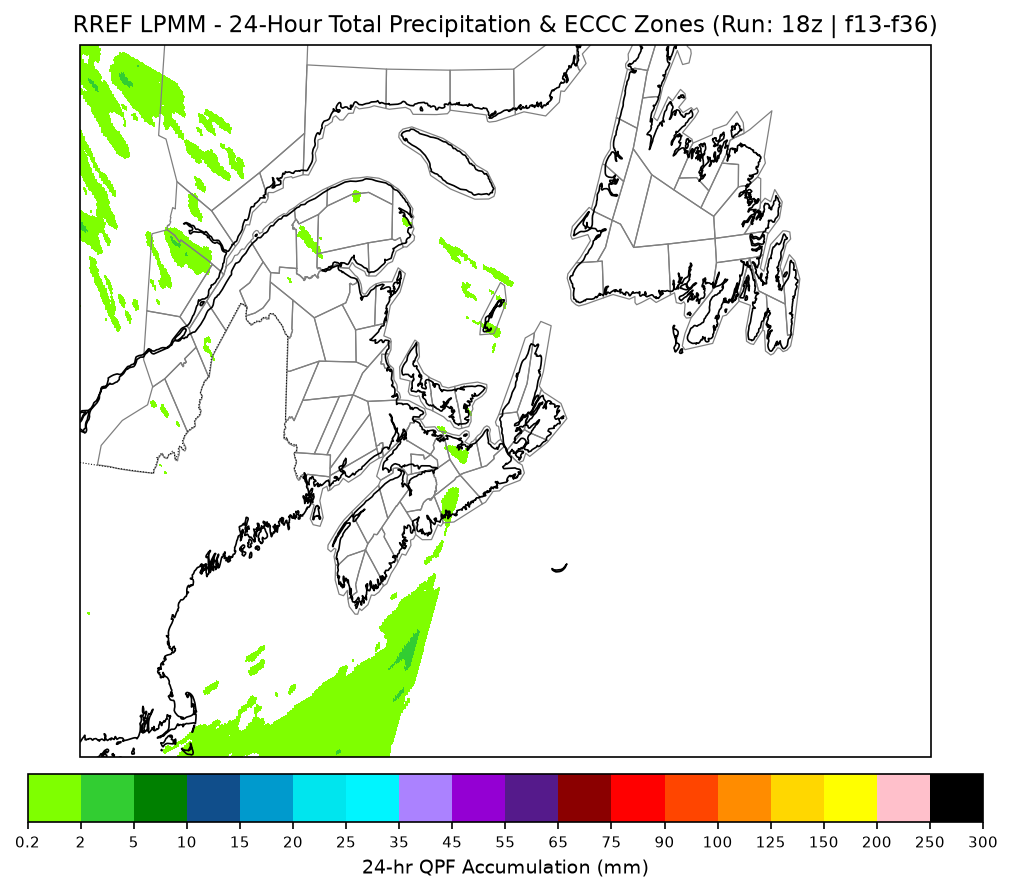 RREF LPMM - 24-Hour Total Precipitation & ECCC Zones (Run: 18z | f13-f36)
0.2 2 5 10 15 20 25 35 45 55 65 75 90 100 125 150 200 250 300
24-hr QPF Accumulation (mm)